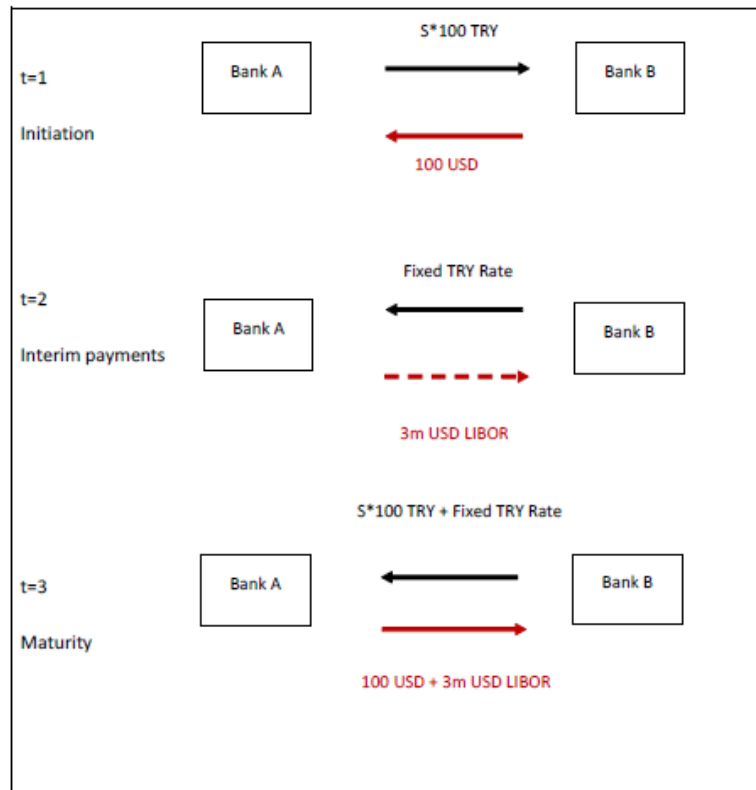 S*100 TRY
t=1
Bank A
Bank B
Initiation
100 USD
Fixed TRY Rate
t=2
Bank A
Bank B
Interim payments
3m USD LIBOR
S*100 TRY + Fixed TRY Rate
t=3
Bank A
Bank B
Maturity
100 USD + 3m USD LIBOR